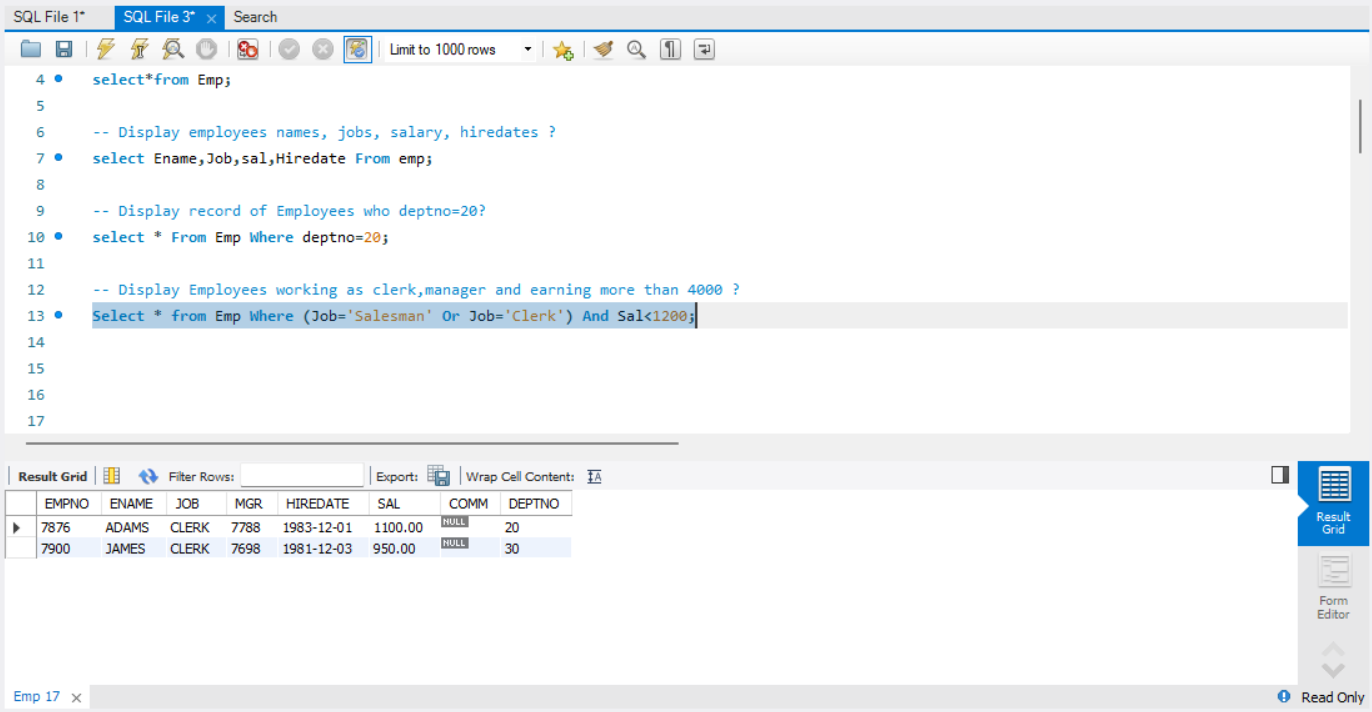 SQL File 1* SQL File 3* Search
Limit to 1000 rows
4 select*from Emp;
5
6 -- Display employees names, jobs, salary, hiredates ?
7 select Ename,Job,sal,Hiredate From emp;
8
9 -- Display record of Employees who deptno=20?
10 select * From Emp Where deptno=20;
11
12 -- Display Employees working as clerk,manager and earning more than 4000 ?
13 Select * from Emp Where (Job='Salesman' Or Job='Clerk') And Sal<1200;
14
15
16
17
Result Grid Filter Rows: Export: Wrap Cell Content:
EMPNO ENAME JOB MGR HIREDATE SAL COMM DEPTNO
7876 ADAMS CLERK 7788 1983-12-01 1100.00 NULL 20
7900 JAMES CLERK 7698 1981-12-03 950.00 NULL 30
Result
Grid
Form
Editor
Emp 17 Read Only